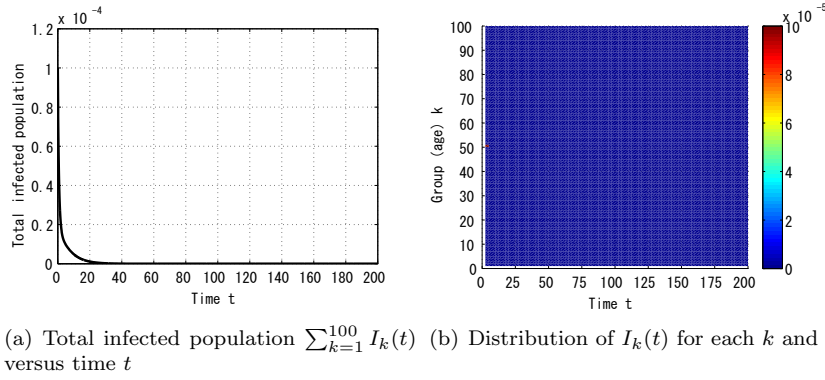 x 10 -4
1.2
1
0.8
0.6
0.4
0.2
0
0 20 40 60 80 100 120 140 160 180 200
Time t
Total infected population
x 10 -5
100
90
80
70
60
50
40
30
20
10
0
0 25 50 75 100 125 150 175 200
Time t
Group (age) k
10
8
6
4
2
0
(a) Total infected population ∑_{k=1}^{100} I_k(t)
versus time t
(b) Distribution of I_k(t) for each k and